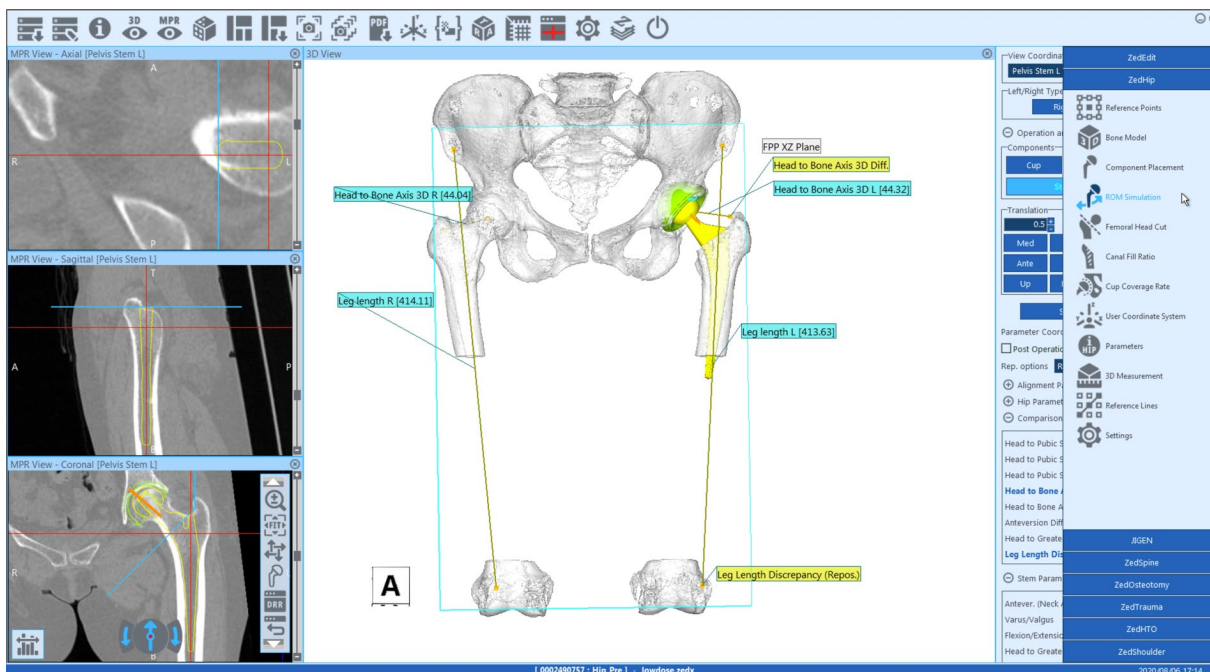 3D
MPR
PDF
MPR View - Axial [Pelvis Stem L]
A
R
L
P
MPR View - Sagittal [Pelvis Stem L]
T
A
P
MPR View - Coronal [Pelvis Stem L]
R
FIT
DRR
B
3D View
FPP XZ Plane
Head to Bone Axis 3D Diff.
Head to Bone Axis 3D R [44.04]
Head to Bone Axis 3D L [44.32]
Leg length R [414.11]
Leg length L [413.63]
Leg Length Discrepancy (Repos.)
A
View Coordina
Pelvis Stem L
Left/Right Type
Operation a
Components
Cup
Translation
0.5
Med
Ante
Up
Parameter Coor
Post Operatio
Rep. options
Alignment P
Hip Paramet
Comparison
Head to Pubic S
Head to Pubic S
Head to Pubic S
Head to Bone A
Head to Bone A
Anteversion Diff
Head to Greate
Leg Length Dis
Stem Param
Antever. (Neck A
Varus/Valgus
Flexion/Extensio
Head to Greate
ZedEdit
ZedHip
Reference Points
Bone Model
Component Placement
ROM Simulation
Femoral Head Cut
Canal Fill Ratio
Cup Coverage Rate
User Coordinate System
HIP
Parameters
3D Measurement
Reference Lines
Settings
JIGEN
ZedSpine
ZedOsteotomy
ZedTrauma
ZedHTO
ZedShoulder
[ 0002490757 : Hip Pre ] - lowdose.zedx
2020/08/06 17:14